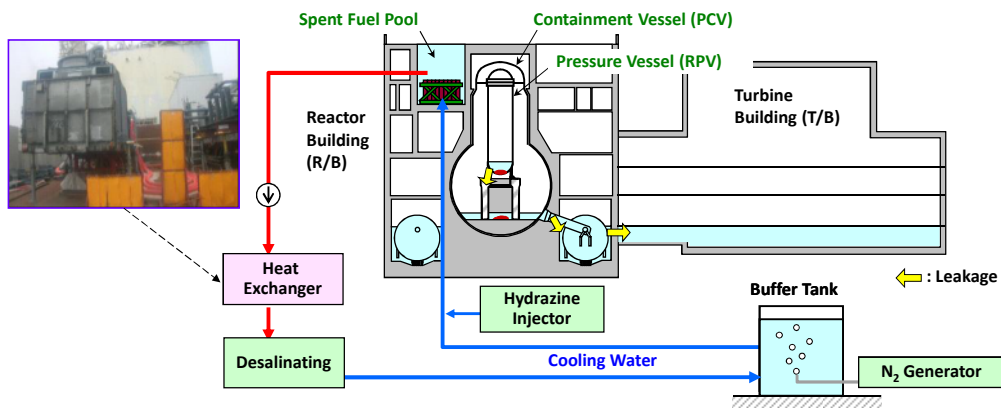 Spent Fuel Pool
Containment Vessel (PCV)
Pressure Vessel (RPV)
Reactor
Building
(R/B)
Turbine
Building (T/B)
: Leakage
Heat
Exchanger
Hydrazine
Injector
Buffer Tank
Desalinating
Cooling Water
N₂ Generator